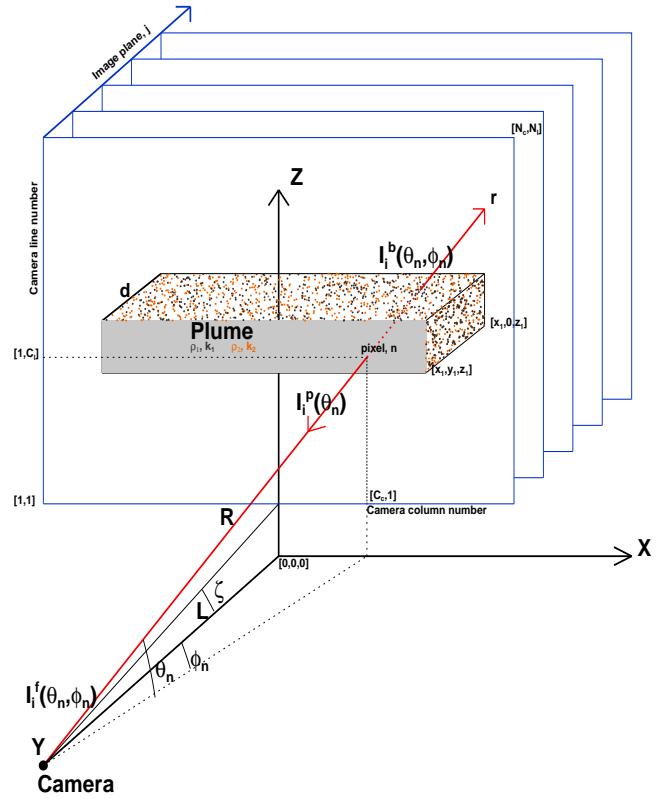 Image plane, j
[N_c,N_l]
Camera line number
Z
r
I_i^b(θ_n,ϕ_n)
d
[x_1,0,z_1]
Plume
ρ_1, k_1 ρ_2, k_2
pixel, n
[1,C_l]
[x_1,y_1,z_1]
I_i^p(θ_n)
[1,1]
[C_c,1]
Camera column number
R
X
[0,0,0]
ζ
L
θ_n
ϕ_n
I_i^f(θ_n,ϕ_n)
Y
Camera